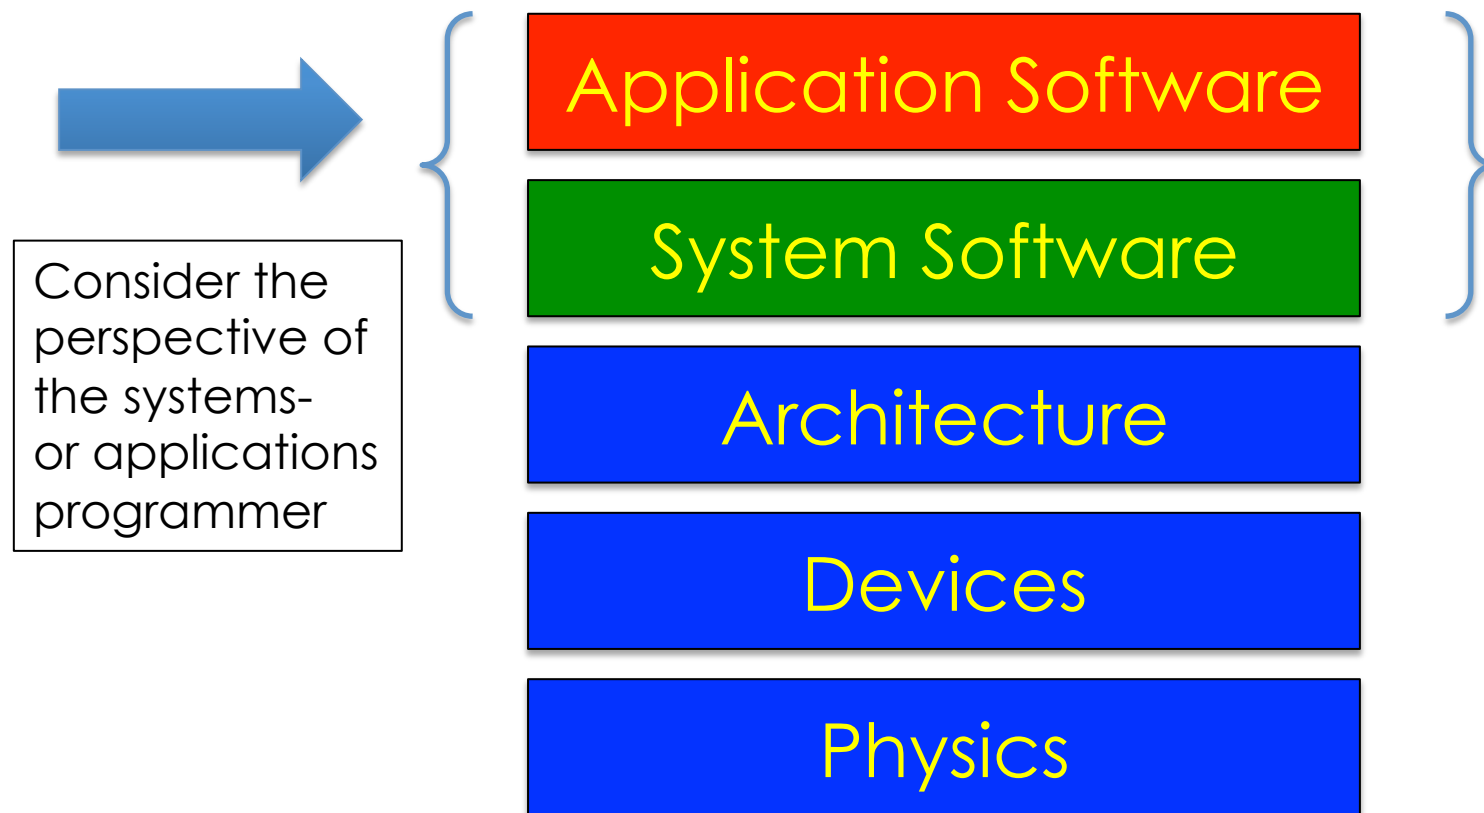 Application Software
System Software
Consider the
perspective of
the systems-
or applications
programmer
Architecture
Devices
Physics